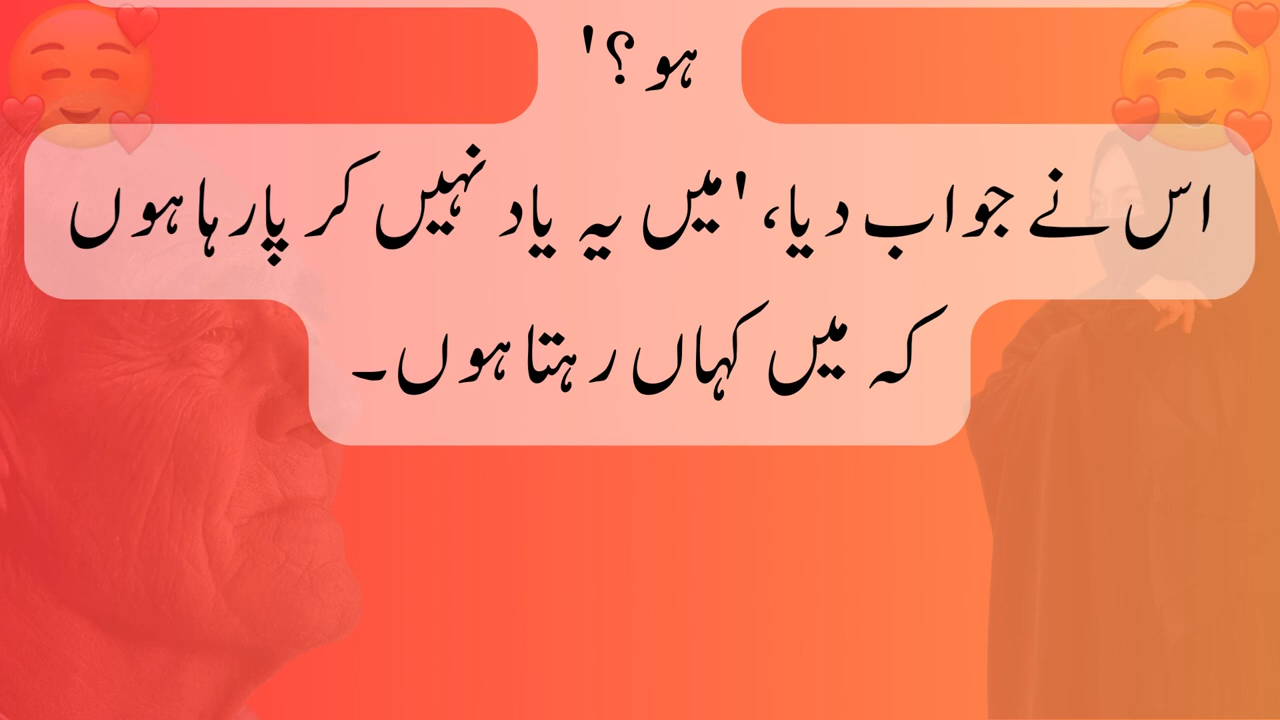 ہو؟'
اس نے جواب دیا، 'میں یہ یاد نہیں کر پا رہا ہوں
کہ میں کہاں رہتا ہوں۔